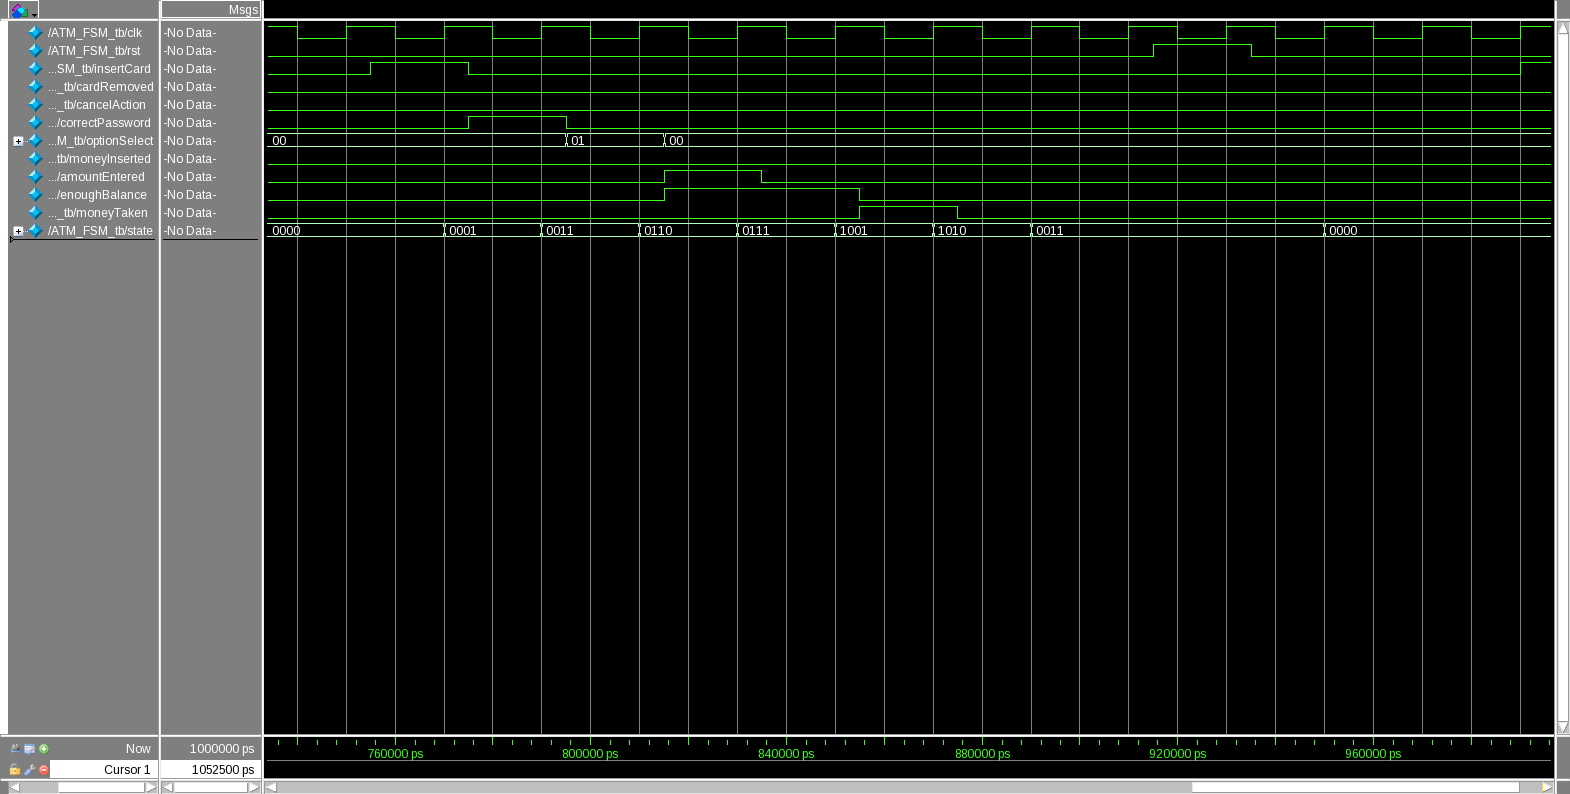 Msgs
/ATM_FSM_tb/clk -No Data-
/ATM_FSM_tb/rst -No Data-
...SM_tb/insertCard -No Data-
..._tb/cardRemoved -No Data-
..._tb/cancelAction -No Data-
.../correctPassword -No Data-
...M_tb/optionSelect -No Data- 00 01 00
...tb/moneyInserted -No Data-
.../amountEntered -No Data-
.../enoughBalance -No Data-
..._tb/moneyTaken -No Data-
/ATM_FSM_tb/state -No Data- 0000 0001 0011 0110 0111 1001 1010 0011 0000
Now 1000000 ps 760000 ps 800000 ps 840000 ps 880000 ps 920000 ps 960000 ps
Cursor 1 1052500 ps